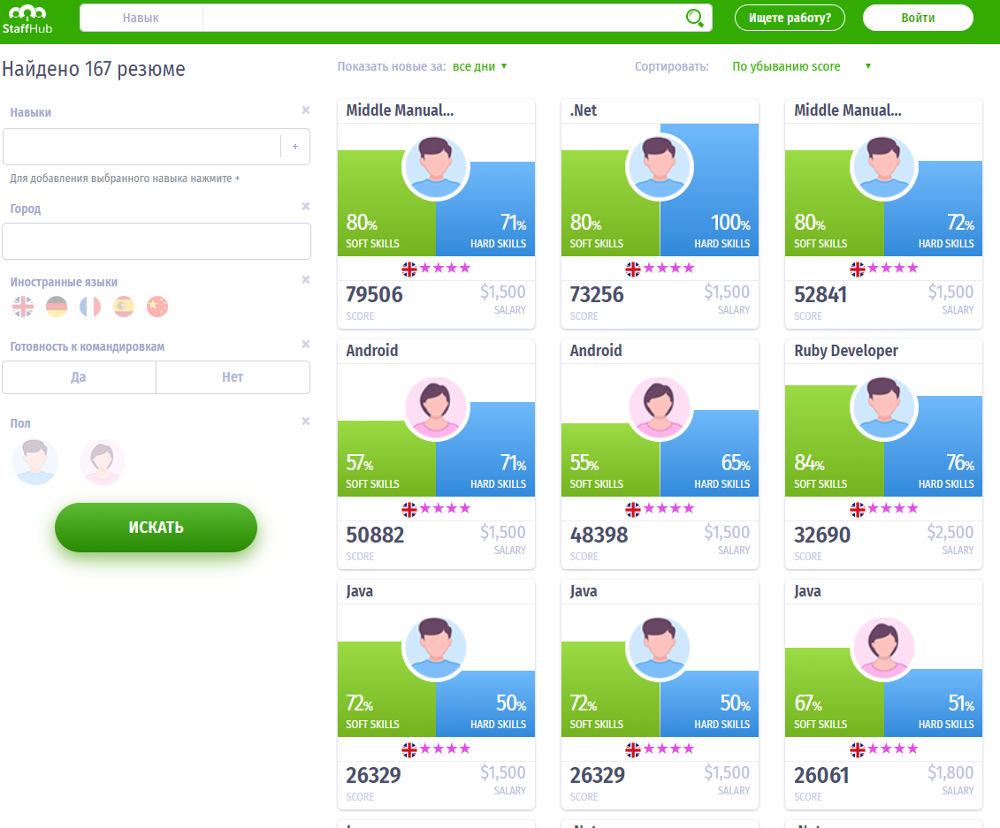 StaffHub
Навык
Ищете работу?
Войти
Найдено 167 резюме
Показать новые за: все дни ▼
Сортировать: По убыванию score ▼
Навыки
+
Для добавления выбранного навыка нажмите +
Город
Иностранные языки
Готовность к командировкам
Да Нет
Пол
ИСКАТЬ
Middle Manual...
80% 71%
SOFT SKILLS HARD SKILLS
79506 $1,500
SCORE SALARY
.Net
80% 100%
SOFT SKILLS HARD SKILLS
73256 $1,500
SCORE SALARY
Middle Manual...
80% 72%
SOFT SKILLS HARD SKILLS
52841 $1,500
SCORE SALARY
Android
57% 71%
SOFT SKILLS HARD SKILLS
50882 $1,500
SCORE SALARY
Android
55% 65%
SOFT SKILLS HARD SKILLS
48398 $1,500
SCORE SALARY
Ruby Developer
84% 76%
SOFT SKILLS HARD SKILLS
32690 $2,500
SCORE SALARY
Java
72% 50%
SOFT SKILLS HARD SKILLS
26329 $1,500
SCORE SALARY
Java
72% 50%
SOFT SKILLS HARD SKILLS
26329 $1,500
SCORE SALARY
Java
67% 51%
SOFT SKILLS HARD SKILLS
26061 $1,800
SCORE SALARY